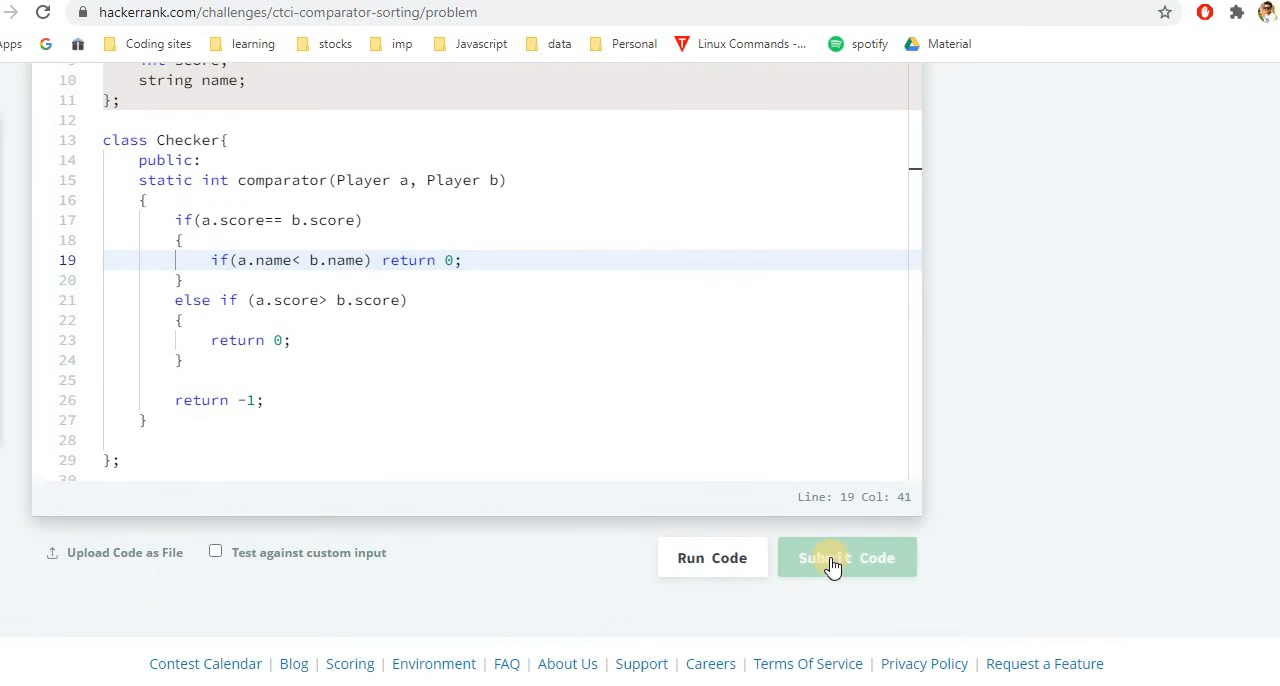 hackerrank.com/challenges/ctci-comparator-sorting/problem
pps Coding sites learning stocks imp Javascript data Personal Linux Commands -... spotify Material
int score;
10 string name;
11 };
12
13 class Checker{
14 public:
15 static int comparator(Player a, Player b)
16 {
17 if(a.score== b.score)
18 {
19 if(a.name< b.name) return 0;
20 }
21 else if (a.score> b.score)
22 {
23 return 0;
24 }
25
26 return -1;
27 }
28
29 };
30
Line: 19 Col: 41
Upload Code as File Test against custom input Run Code Submit Code
Contest Calendar | Blog | Scoring | Environment | FAQ | About Us | Support | Careers | Terms Of Service | Privacy Policy | Request a Feature